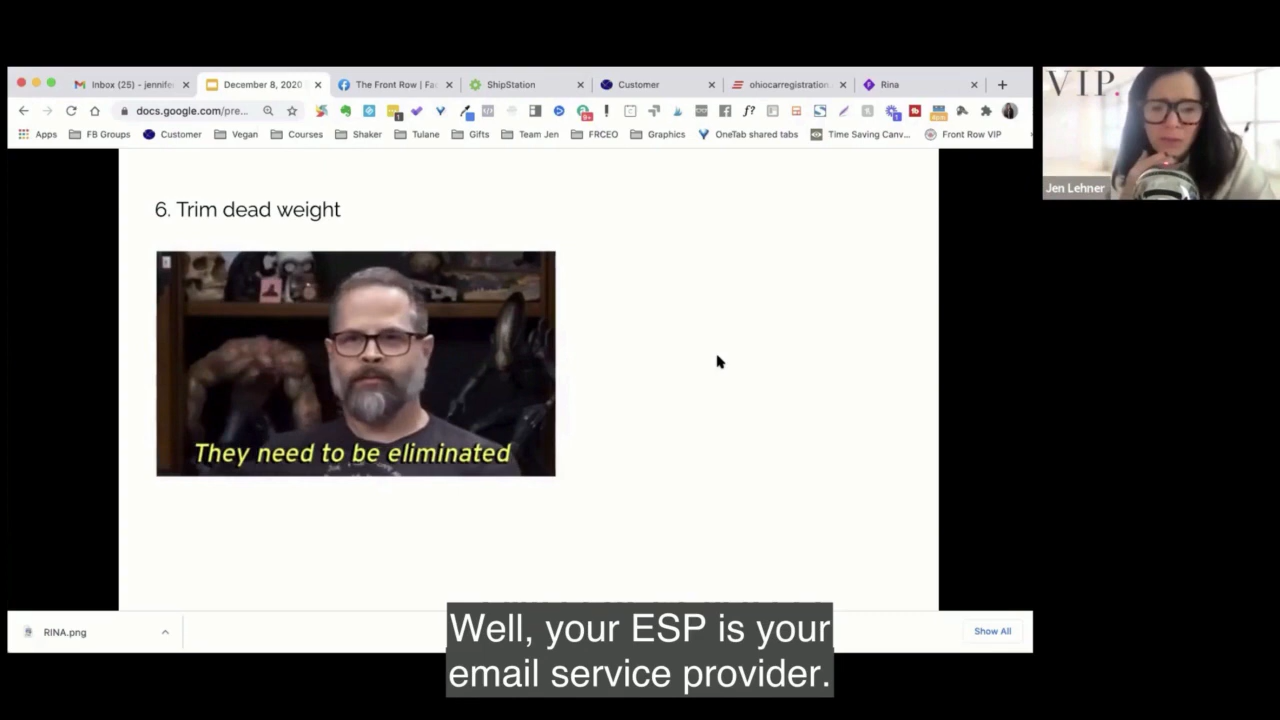 Inbox (25) - jennife
December 8, 2020
The Front Row | Fa
ShipStation
Customer
ohiocarregistration.
Rina
docs.google.com/pre...
Apps
FB Groups
Customer
Vegan
Courses
Shaker
Tulane
Gifts
Team Jen
FRCEO
Graphics
OneTab shared tabs
Time Saving Canv...
Front Row VIP
VIP.
Jen Lehner
6. Trim dead weight
They need to be eliminated
RINA.png
Show All
Well, your ESP is your
email service provider.